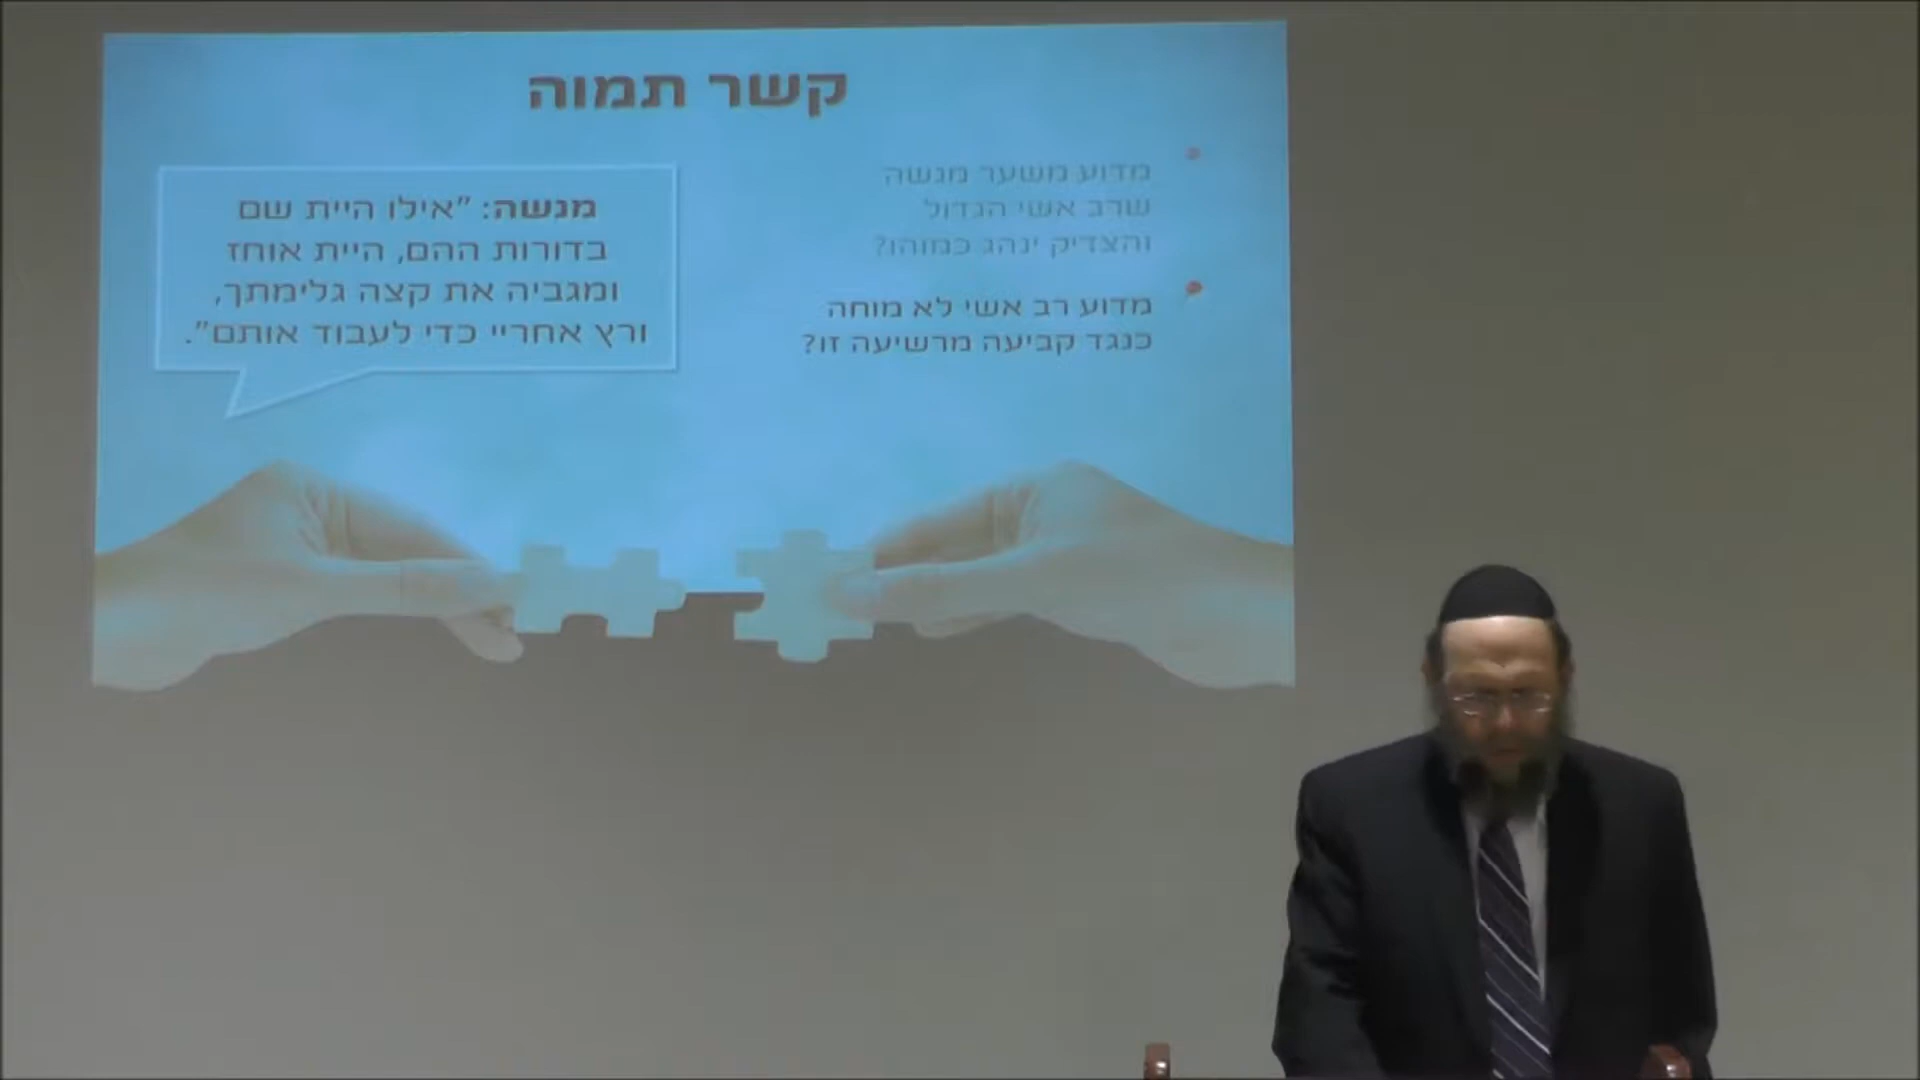 קשר תמוה
מדוע משער מנשה
שרב אשי הגדול
והצדיק ינהג כמוהו?
מדוע רב אשי לא מוחה
כנגד קביעה מרשיעה זו?
מנשה: "אילו היית שם
בדורות ההם, היית אוחז
ומגביה את קצה גלימתך,
ורץ אחריי כדי לעבוד אותם".